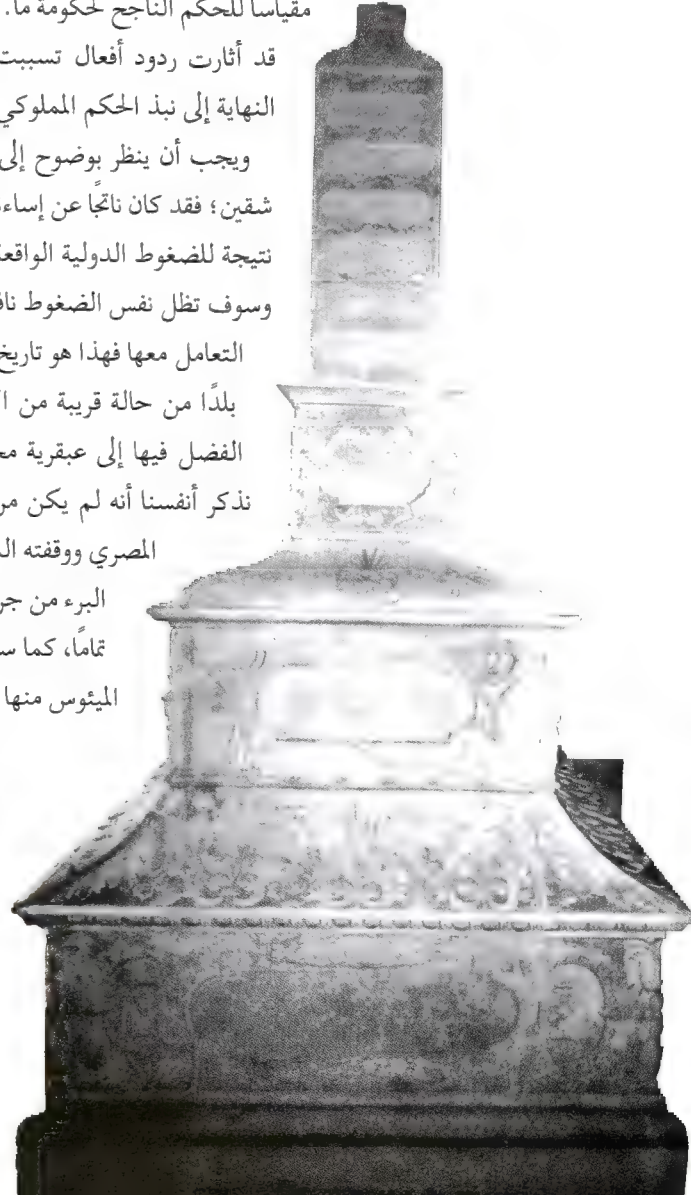 مقياسًا للحكم الناجح لحكومة ما.
قد أثارت ردود أفعال تسببت
النهاية إلى نبذ الحكم المملوكي
ويجب أن ينظر بوضوح إلى
شقين؛ فقد كان ناتجًا عن إساء
نتيجة للضغوط الدولية الواقعة
وسوف تظل نفس الضغوط ناف
التعامل معها فهذا هو تاريخ
بلدًا من حالة قريبة من ا
الفضل فيها إلى عبقرية مح
نذكر أنفسنا أنه لم يكن مر
المصري ووقفته ال
البرء من جر
تمامًا، كما س
الميئوس منها